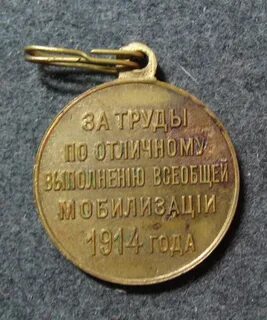 ЗА ТРУДЫ
ПО ОТЛИЧНОМУ
ВЫПОЛНЕНІЮ ВСЕОБЩЕЙ
МОБИЛИЗАЦІИ
1914 ГОДА